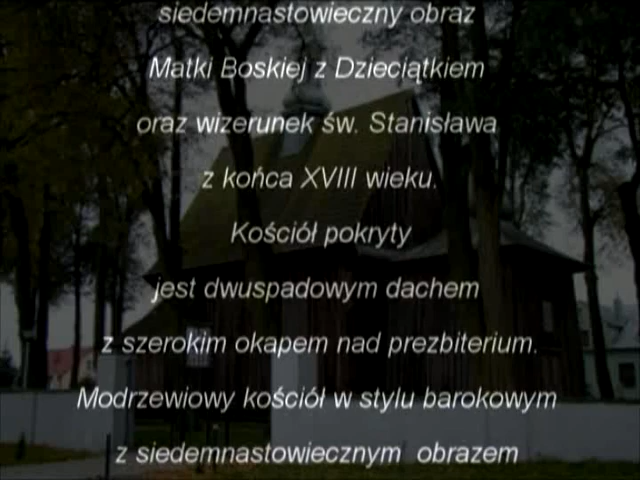 siedemnastowieczny obraz
Matki Boskiej z Dzieciątkiem
oraz wizerunek św. Stanisława
z końca XVIII wieku.
Kościół pokryty
jest dwuspadowym dachem
z szerokim okapem nad prezbiterium.
Modrzewiowy kościół w stylu barokowym
z siedemnastowiecznym obrazem